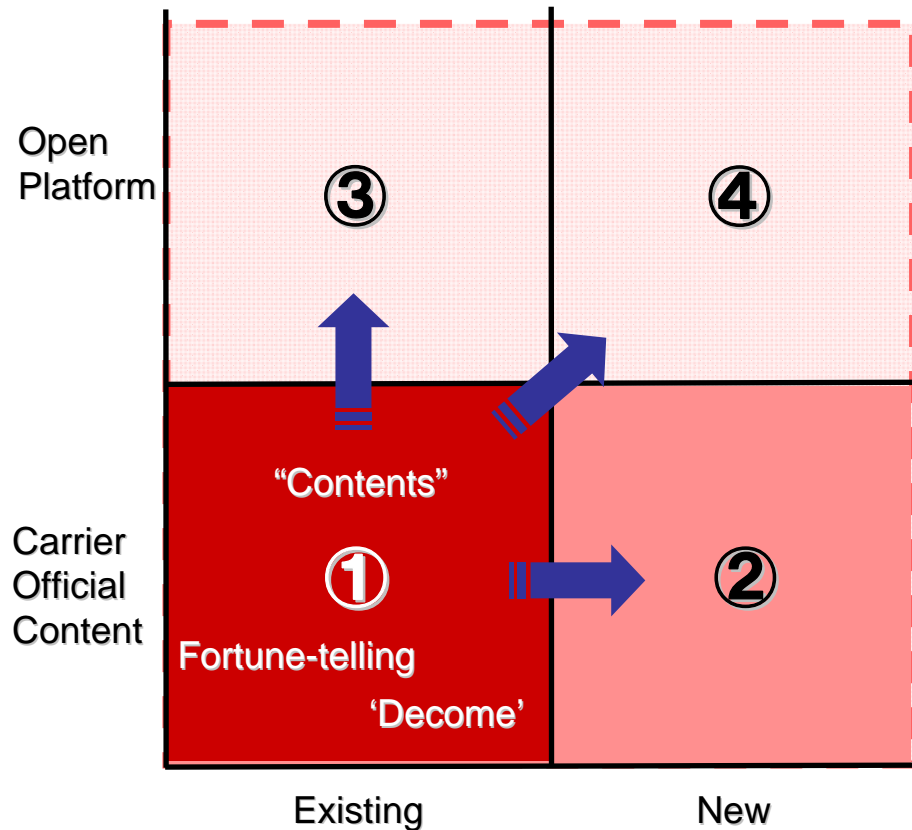 Open
Platform
③
④
“Contents”
Carrier
Official
Content
①
②
Fortune-telling
‘Decome’
Existing
New